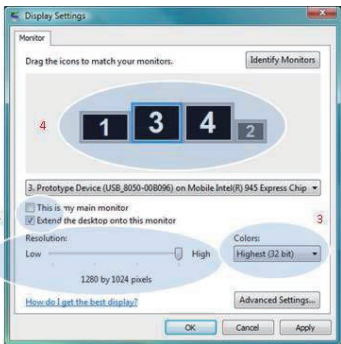 Display Settings
Monitor
Drag the icons to match your monitors.
Identify Monitors
4
1 3 4 2
3. Prototype Device (USB_8050-00B096) on Mobile Intel(R) 945 Express Chip
This is my main monitor
Extend the desktop onto this monitor
3
Resolution:
Colors:
Low High
Highest (32 bit)
1280 by 1024 pixels
How do I get the best display?
Advanced Settings...
OK Cancel Apply